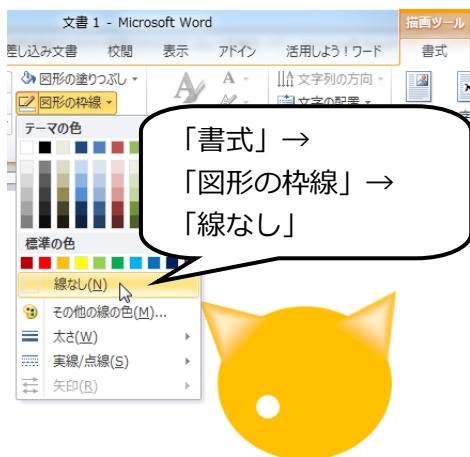 文書 1 - Microsoft Word
描画ツール
差し込み文書 校閲 表示 アドイン 活用しよう！ワード 書式
図形の塗りつぶし
A 文字列の方向
図形の枠線
文字の配置
テーマの色
「書式」→
「図形の枠線」→
「線なし」
標準の色
線なし(N)
その他の線の色(M)...
太さ(W)
実線/点線(S)
矢印(R)